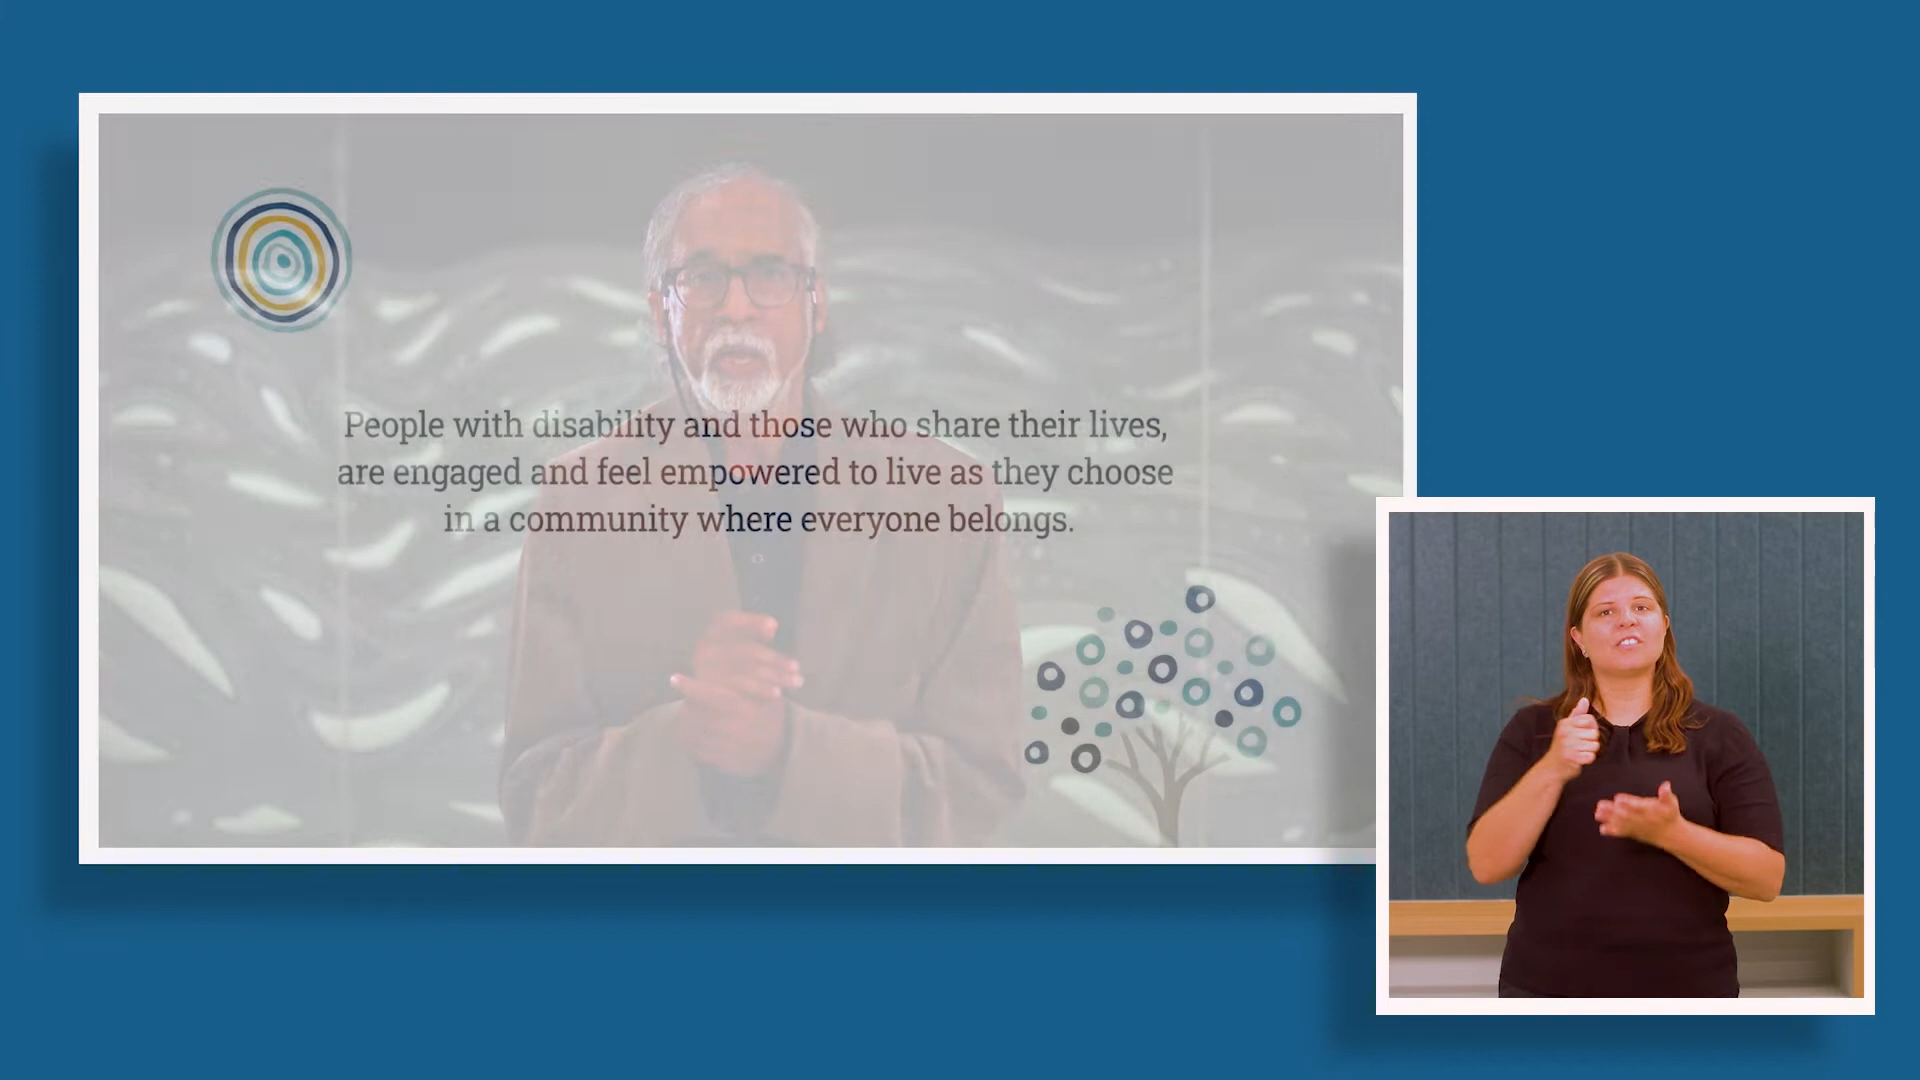 People with disability and those who share their lives,
are engaged and feel empowered to live as they choose
in a community where everyone belongs.